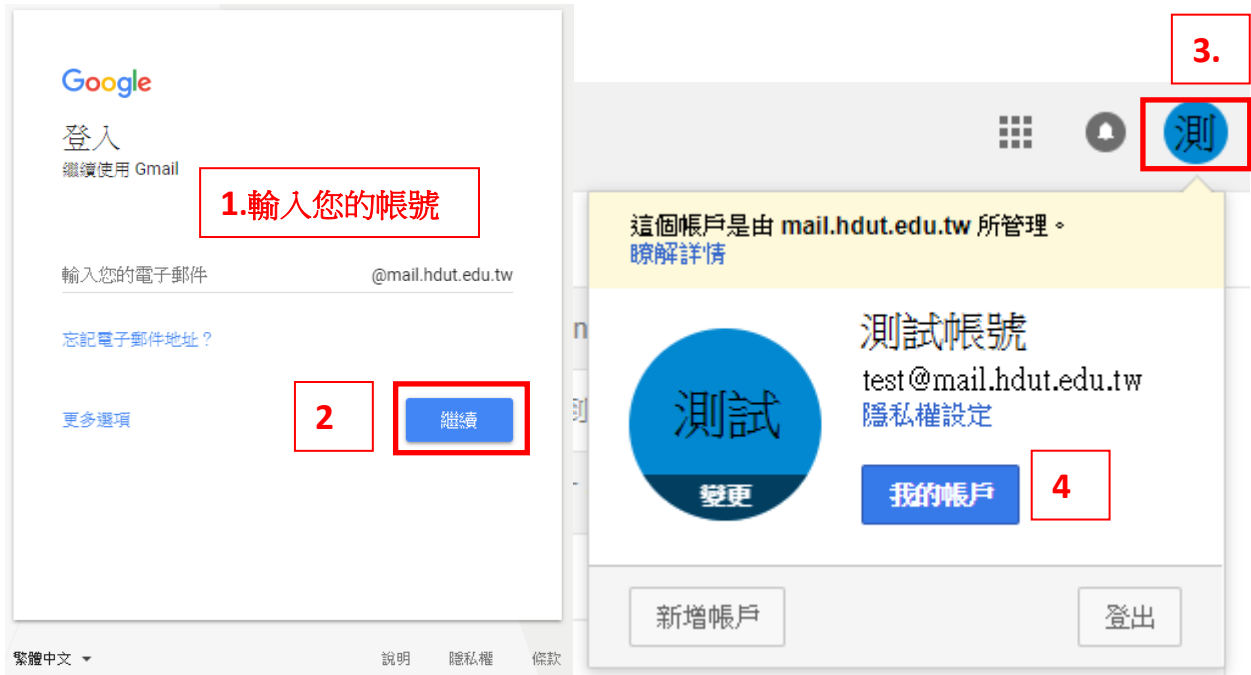 Google
登入
繼續使用 Gmail
1.輸入您的帳號
輸入您的電子郵件 @mail.hdut.edu.tw
忘記電子郵件地址？
更多選項
2
繼續
繁體中文
說明 隱私權 條款
3.
測
這個帳戶是由 mail.hdut.edu.tw 所管理。
瞭解詳情
測試
變更
測試帳號
test@mail.hdut.edu.tw
隱私權設定
我的帳戶
4
新增帳戶
登出